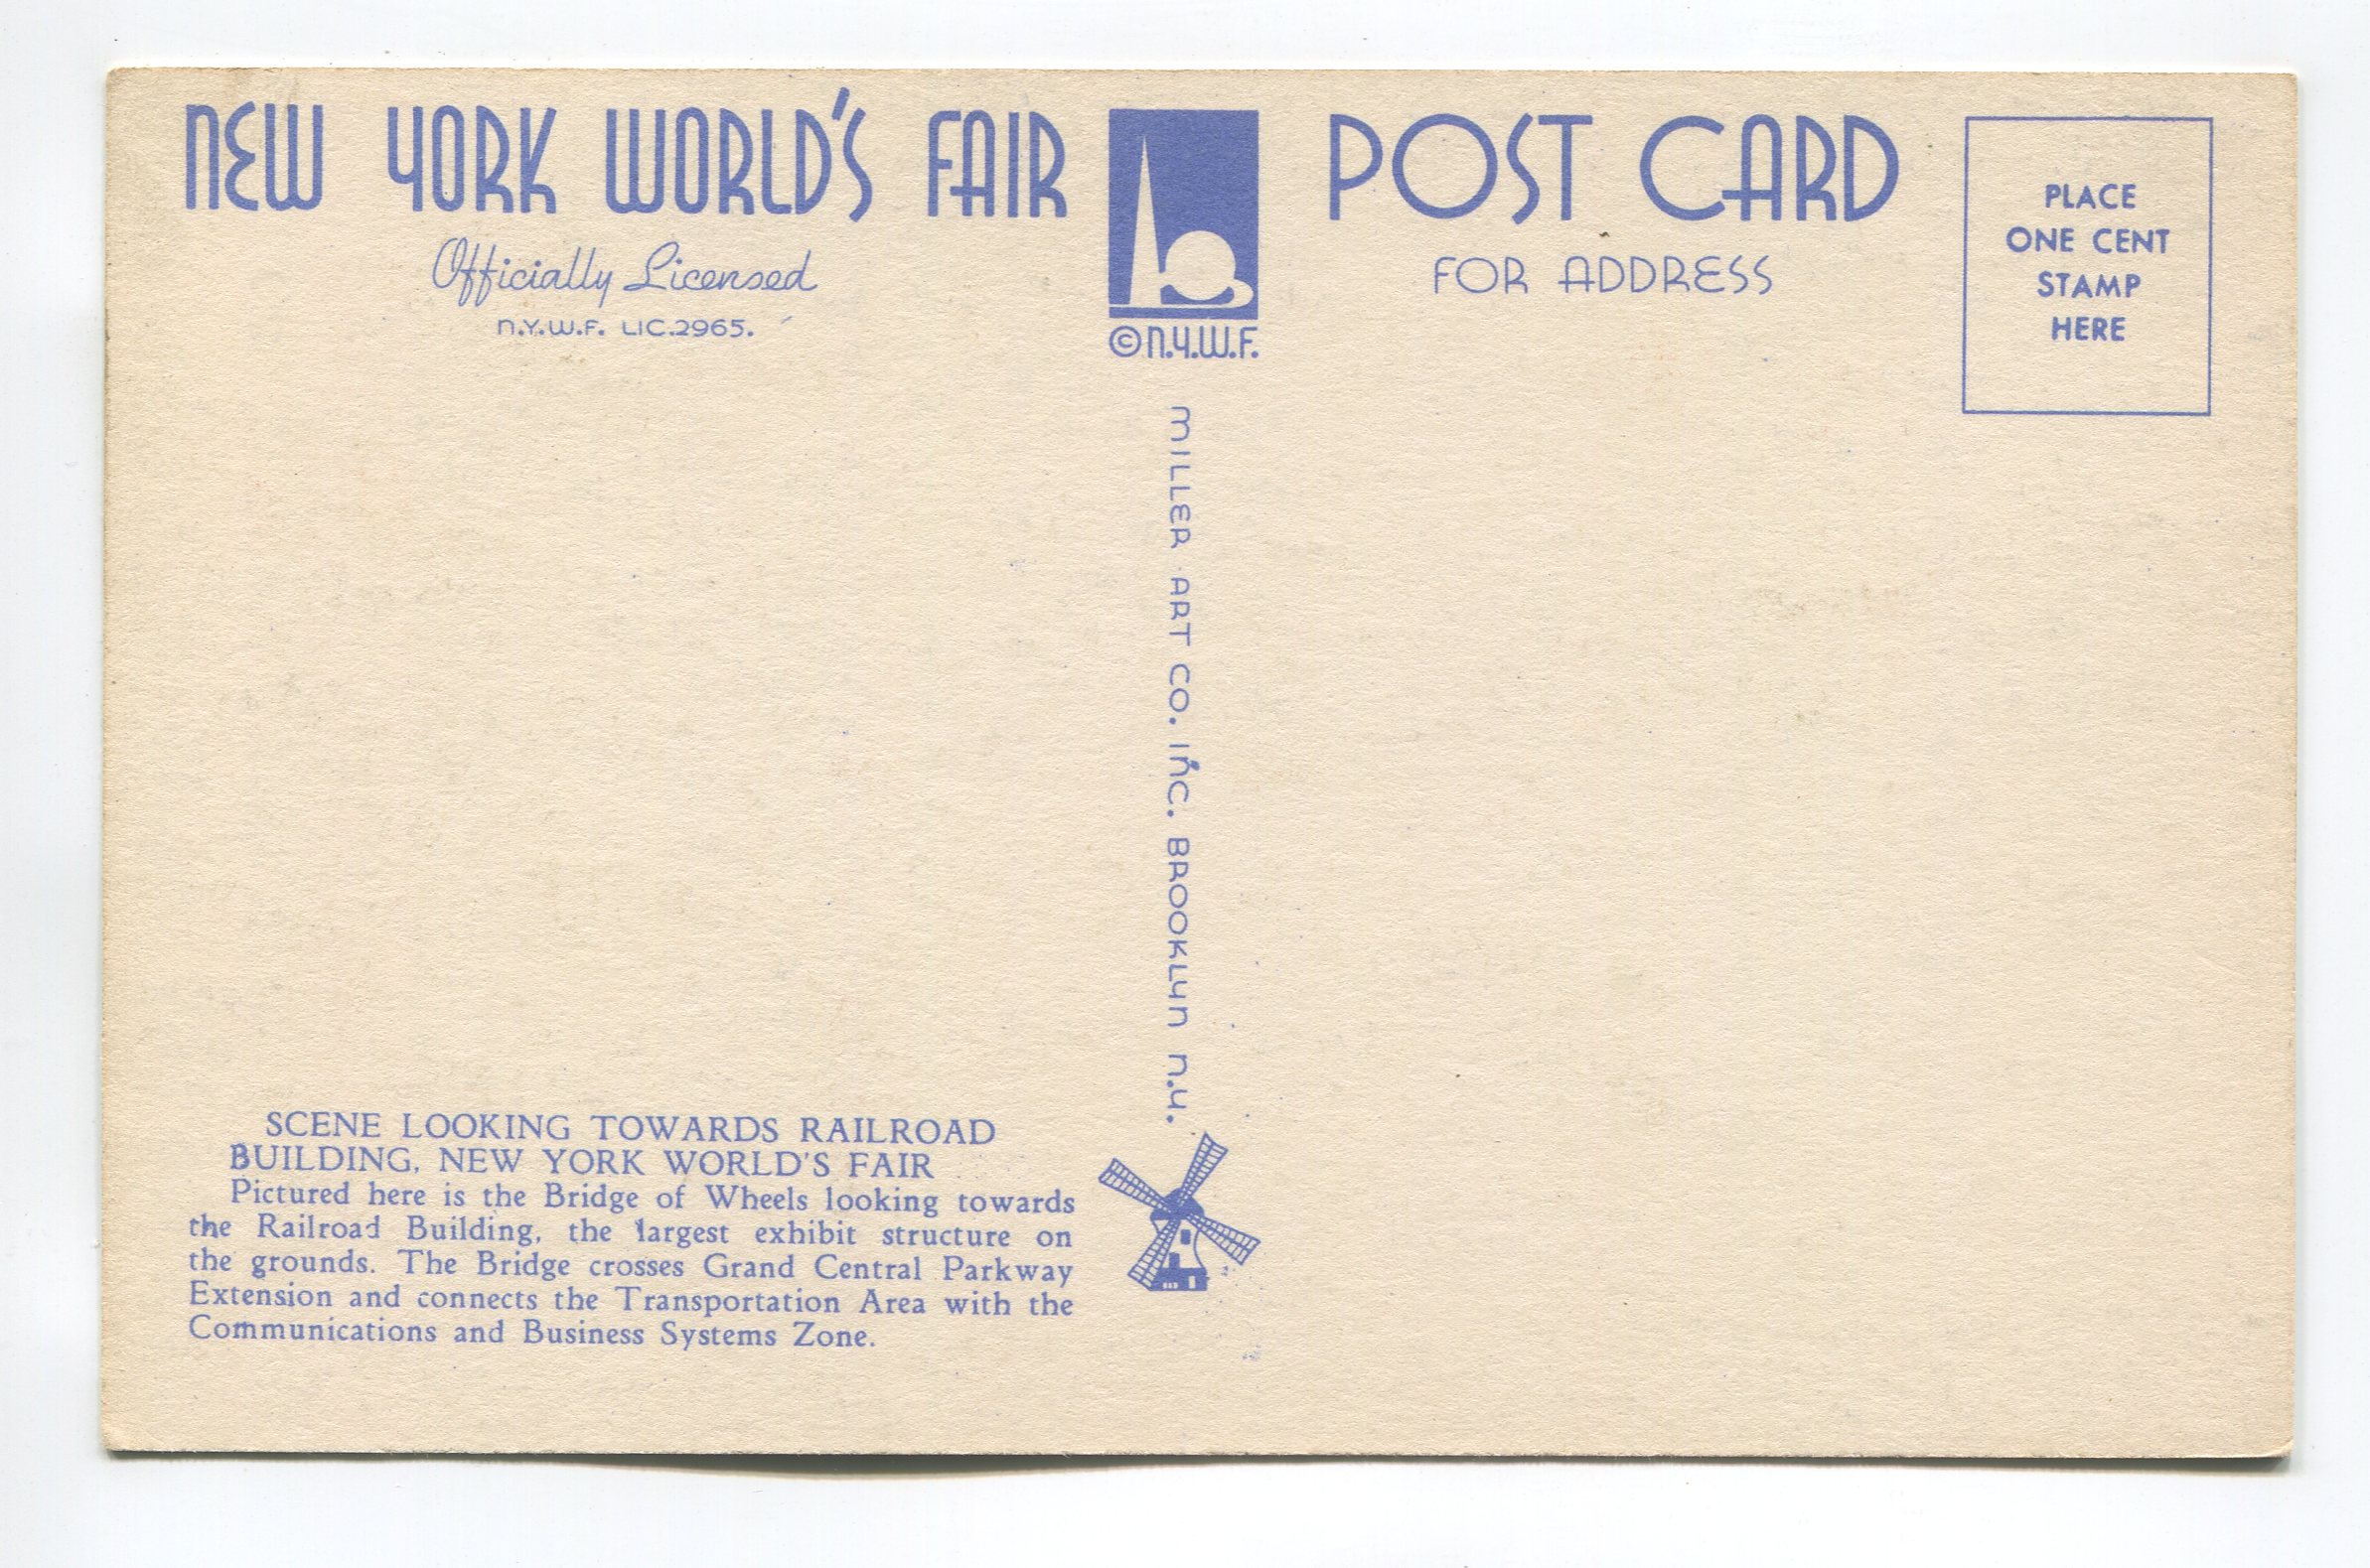 NEW YORK WORLD'S FAIR
Officially Licensed
N.Y.W.F. LIC.2965.
©N.Y.W.F.
POST CARD
FOR ADDRESS
PLACE
ONE CENT
STAMP
HERE
MILLER ART CO. INC. BROOKLYN N.Y.
SCENE LOOKING TOWARDS RAILROAD
BUILDING, NEW YORK WORLD'S FAIR
Pictured here is the Bridge of Wheels looking towards
the Railroad Building, the largest exhibit structure on
the grounds. The Bridge crosses Grand Central Parkway
Extension and connects the Transportation Area with the
Communications and Business Systems Zone.